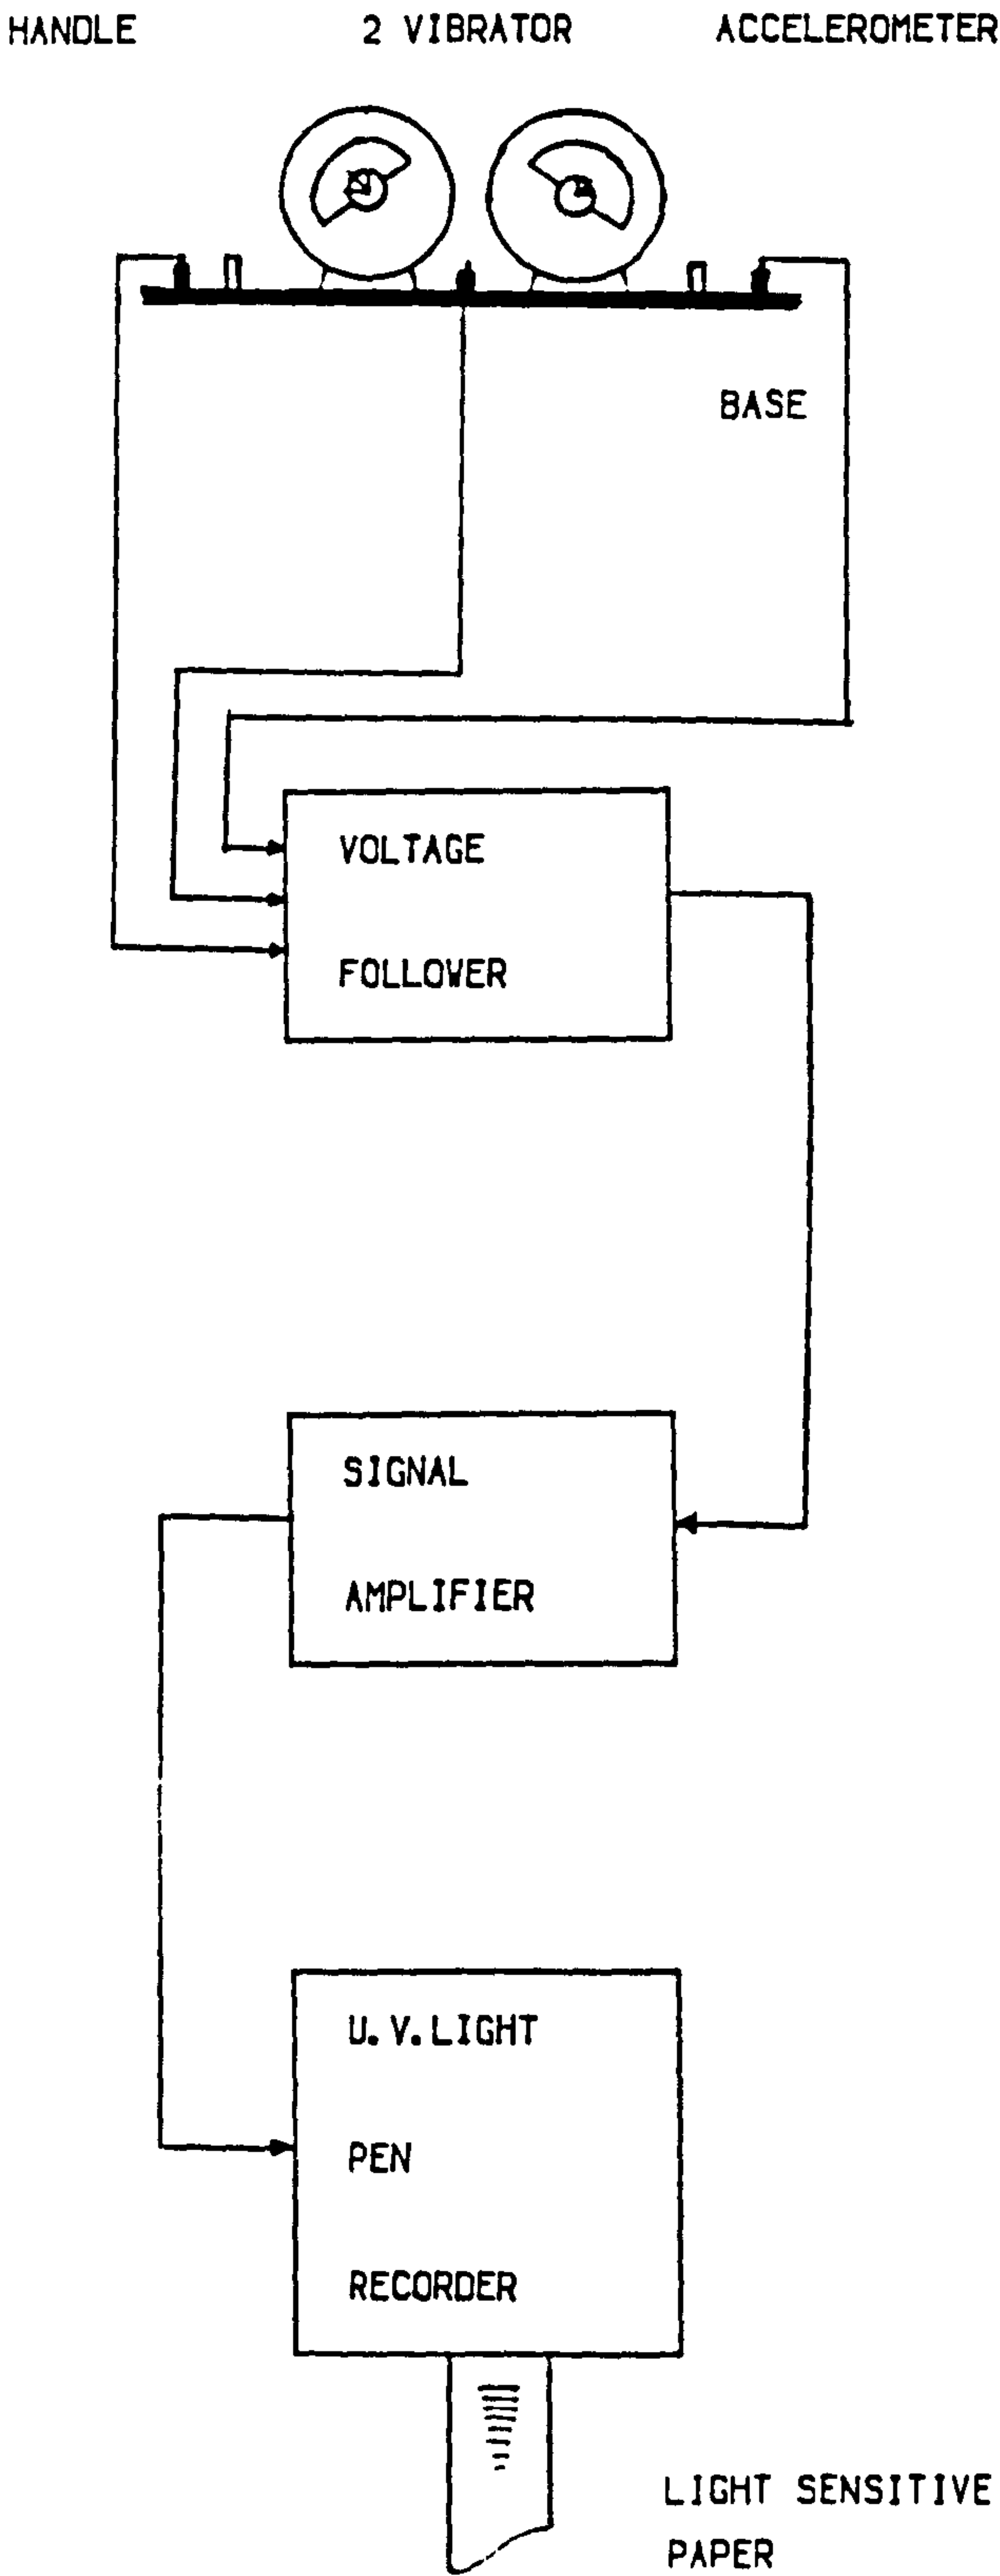 HANDLE 2 VIBRATOR ACCELEROMETER
BASE
VOLTAGE
FOLLOWER
SIGNAL
AMPLIFIER
U.V.LIGHT
PEN
RECORDER
LIGHT SENSITIVE
PAPER